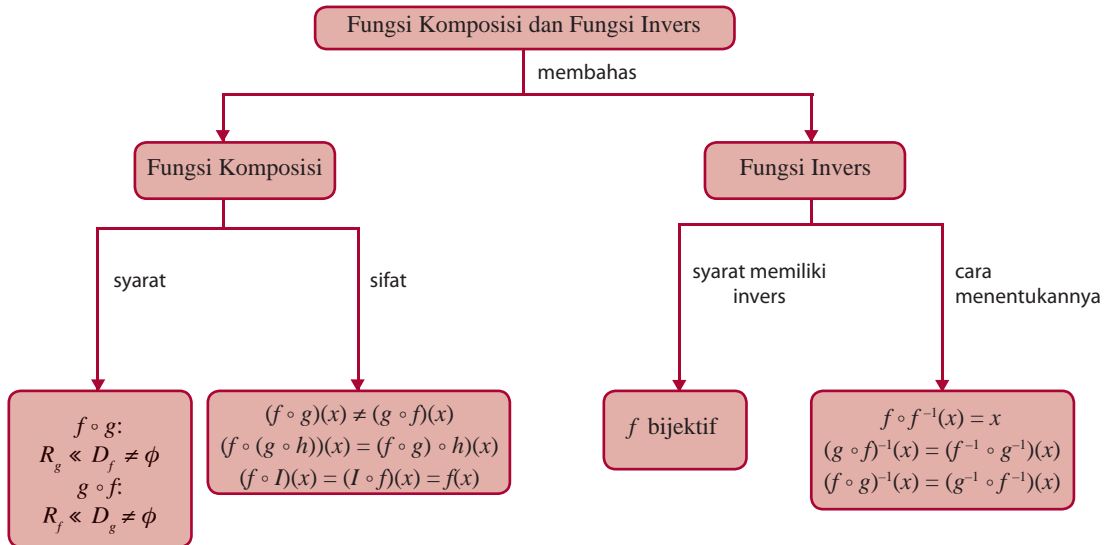 Fungsi Komposisi dan Fungsi Invers
membahas
Fungsi Komposisi
Fungsi Invers
syarat
sifat
syarat memiliki
invers
cara
menentukannya
f ∘ g:
R_g ≪ D_f ≠ ϕ
g ∘ f:
R_f ≪ D_g ≠ ϕ
(f ∘ g)(x) ≠ (g ∘ f)(x)
(f ∘ (g ∘ h))(x) = (f ∘ g) ∘ h)(x)
(f ∘ I)(x) = (I ∘ f)(x) = f(x)
f bijektif
f ∘ f⁻¹(x) = x
(g ∘ f)⁻¹(x) = (f⁻¹ ∘ g⁻¹)(x)
(f ∘ g)⁻¹(x) = (g⁻¹ ∘ f⁻¹)(x)